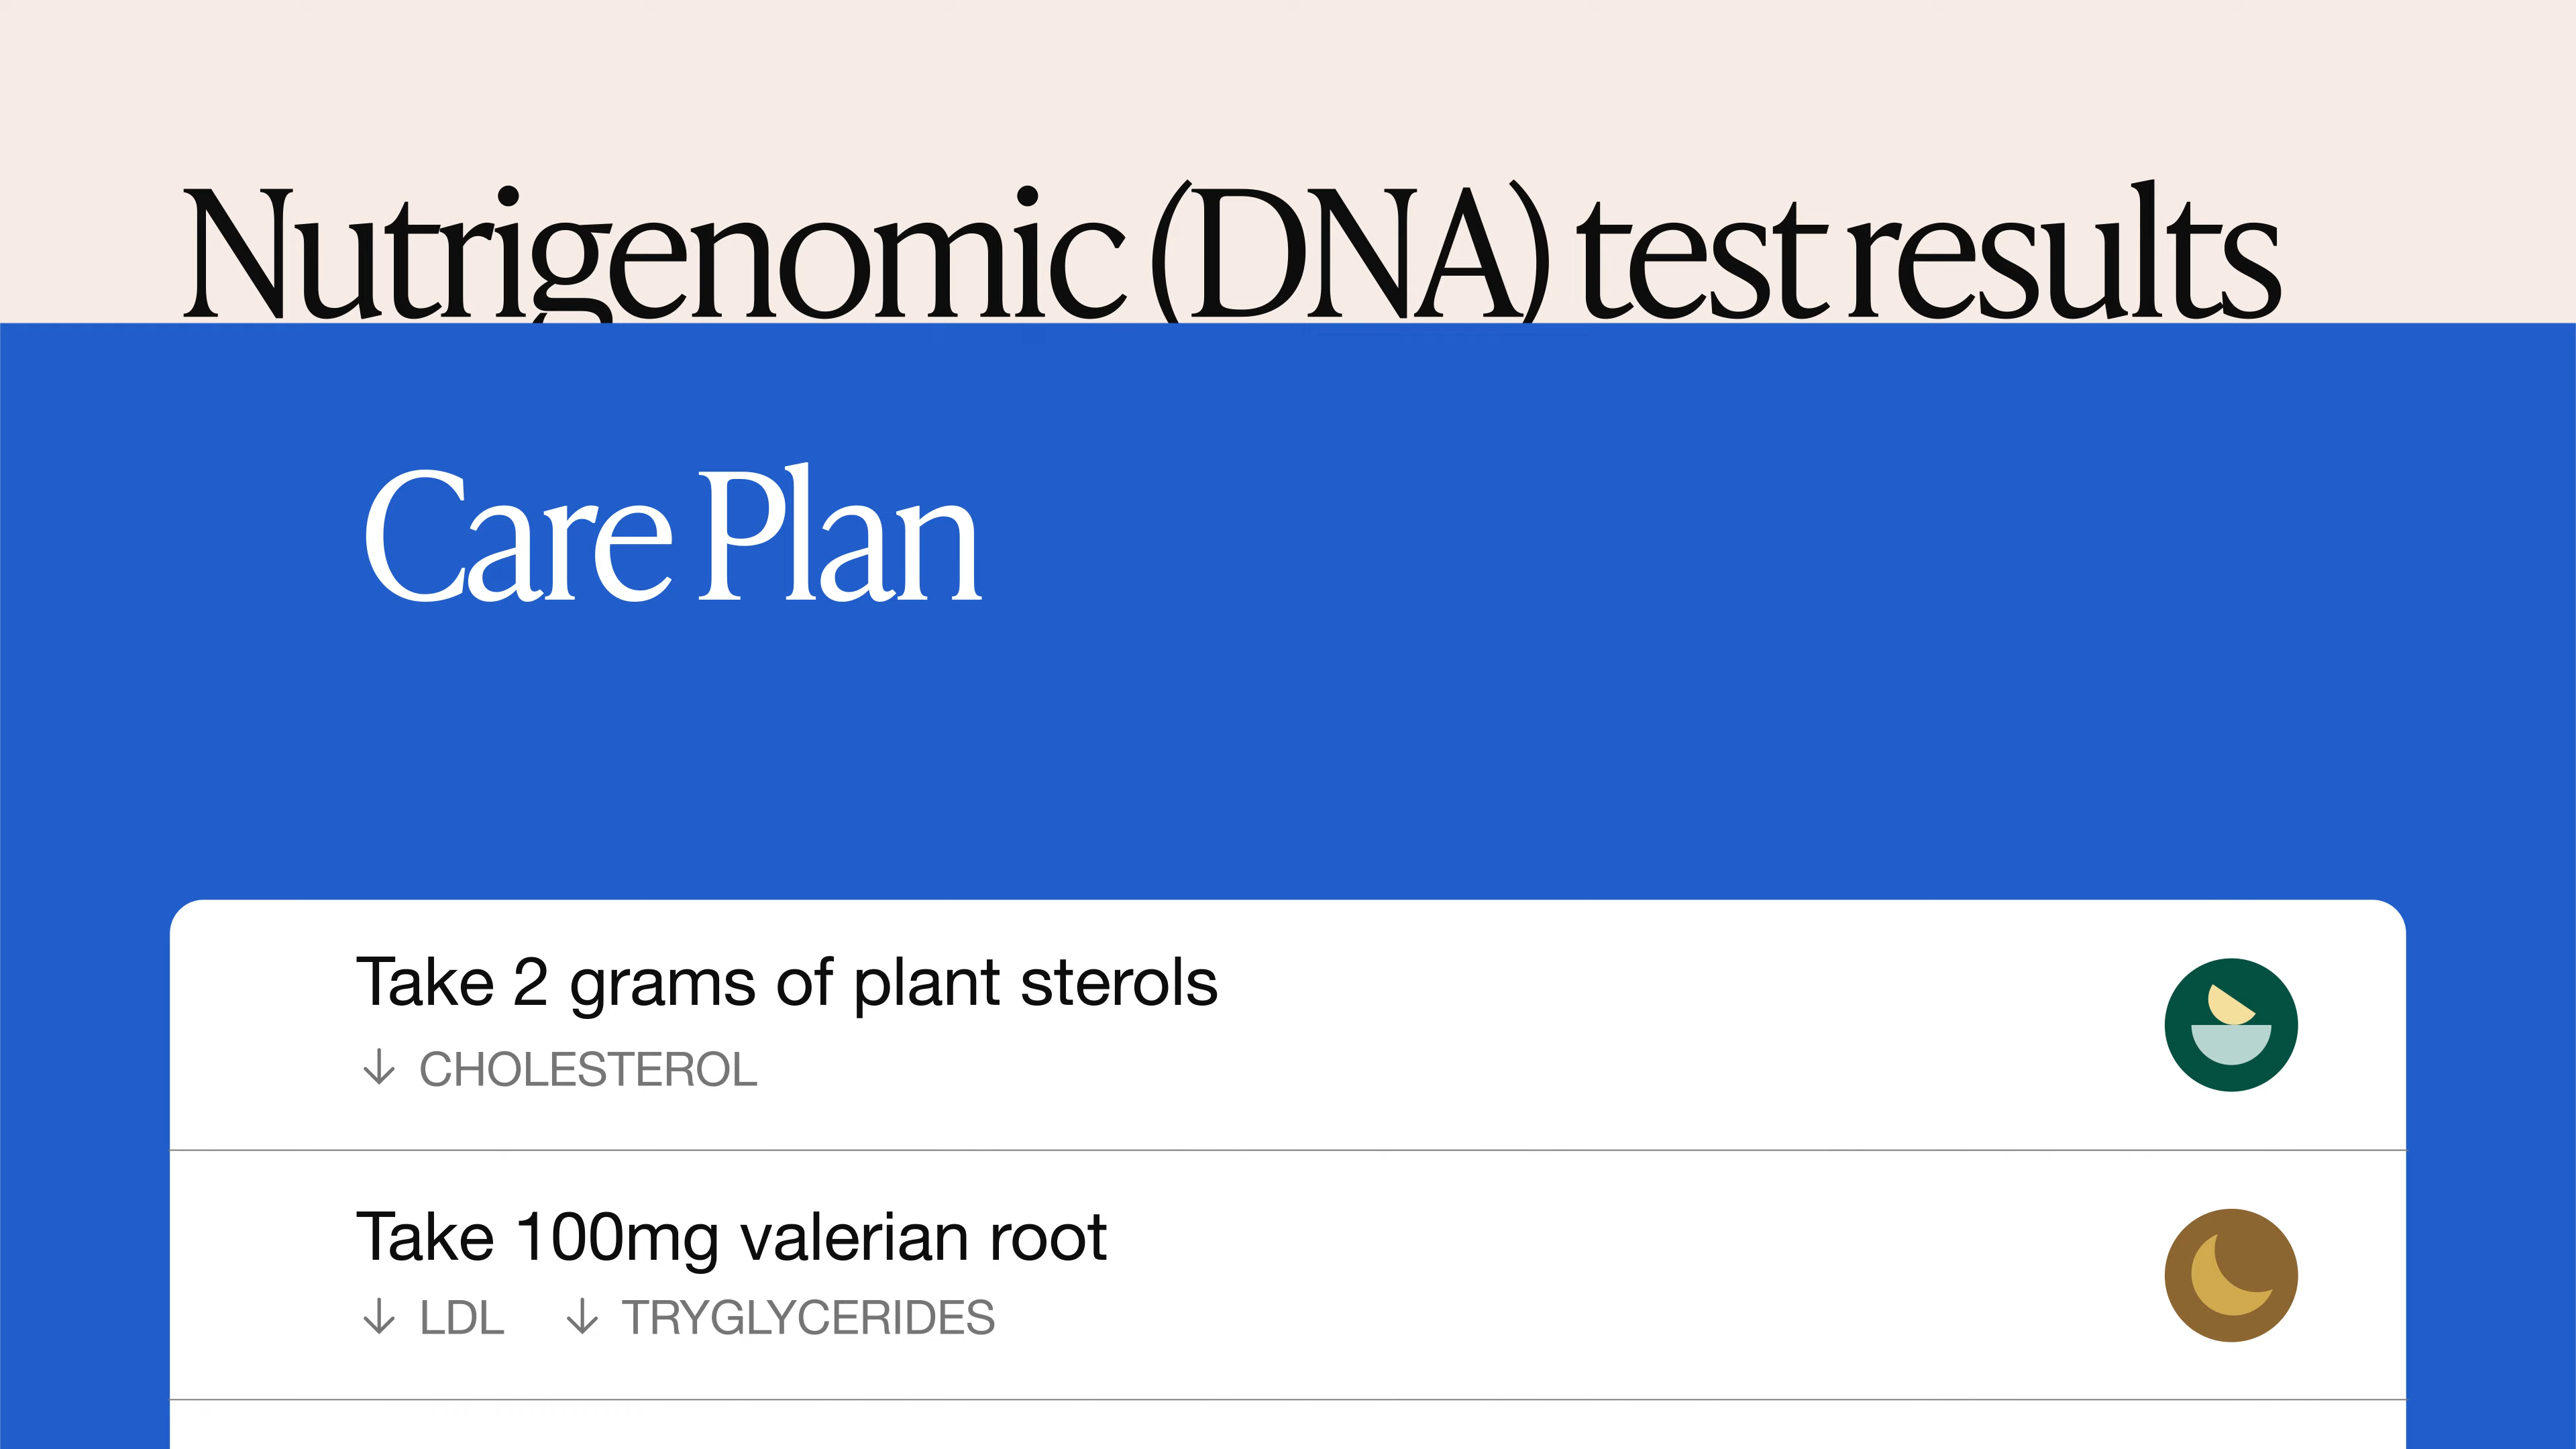 Nutrigenomic (DNA) test results
Care Plan
Take 2 grams of plant sterols
↓ CHOLESTEROL
Take 100mg valerian root
↓ LDL ↓ TRYGLYCERIDES